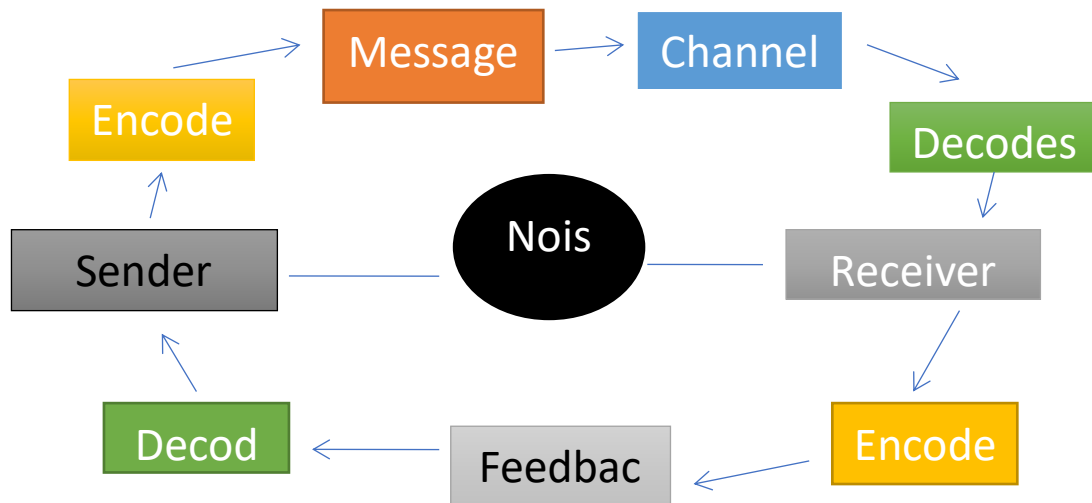 Message
Channel
Encode
Decodes
Nois
Sender
Receiver
Decod
Feedbac
Encode